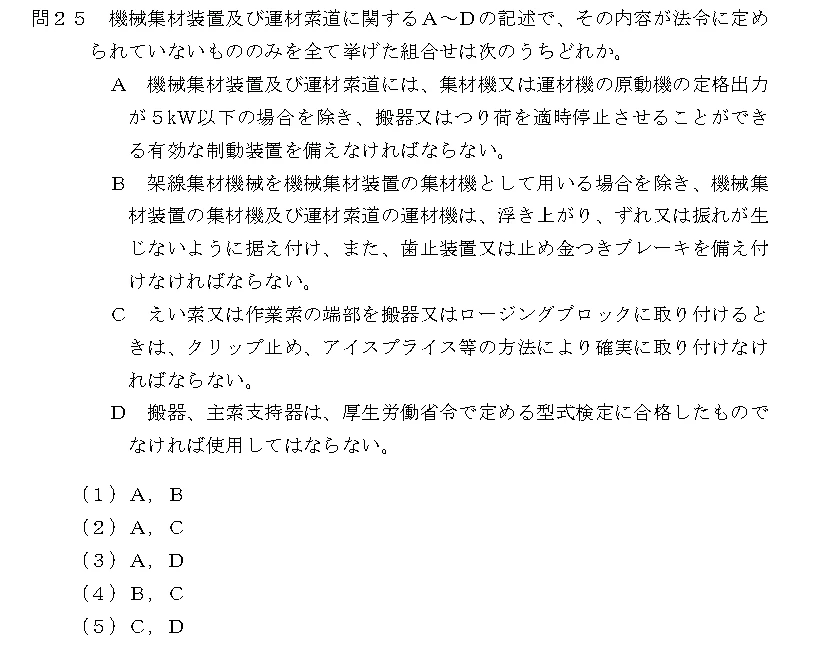 問２５　機械集材装置及び運材索道に関するＡ～Ｄの記述で、その内容が法令に定め
られていないもののみを全て挙げた組合せは次のうちどれか。
Ａ　機械集材装置及び運材索道には、集材機又は運材機の原動機の定格出力
が５kW以下の場合を除き、搬器又はつり荷を適時停止させることができ
る有効な制動装置を備えなければならない。
Ｂ　架線集材機械を機械集材装置の集材機として用いる場合を除き、機械集
材装置の集材機及び運材索道の運材機は、浮き上がり、ずれ又は振れが生
じないように据え付け、また、歯止装置又は止め金つきブレーキを備え付
けなければならない。
Ｃ　えい索又は作業索の端部を搬器又はロージングブロックに取り付けると
きは、クリップ止め、アイスプライス等の方法により確実に取り付けなけ
ればならない。
Ｄ　搬器、主索支持器は、厚生労働省令で定める型式検定に合格したもので
なければ使用してはならない。
（１）Ａ，Ｂ
（２）Ａ，Ｃ
（３）Ａ，Ｄ
（４）Ｂ，Ｃ
（５）Ｃ，Ｄ